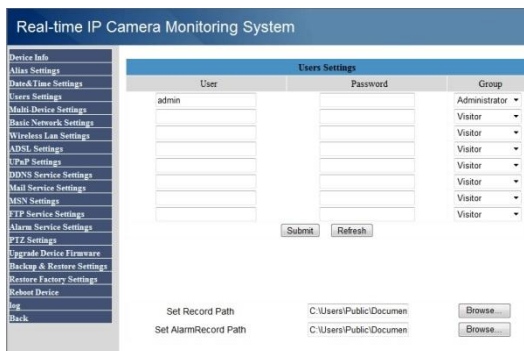 Real-time IP Camera Monitoring System
Device Info
Alias Settings
Date&Time Settings
Users Settings
Multi-Device Settings
Basic Network Settings
Wireless Lan Settings
ADSL Settings
UPnP Settings
DDNS Service Settings
Mail Service Settings
MSN Settings
FTP Service Settings
Alarm Service Settings
PTZ Settings
Upgrade Device Firmware
Backup & Restore Settings
Restore Factory Settings
Reboot Device
log
Back
Users Settings
User Password Group
admin Administrator
Visitor
Visitor
Visitor
Visitor
Visitor
Visitor
Visitor
Submit Refresh
Set Record Path C:\Users\Public\Documen Browse...
Set AlarmRecord Path C:\Users\Public\Documen Browse...